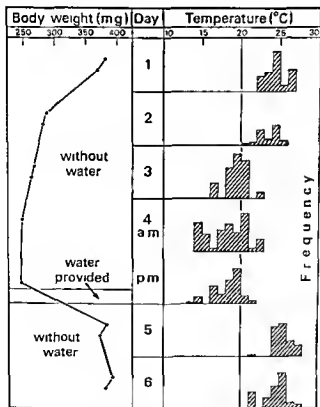 Body weight (mg) Day Temperature (°C)
250 300 350 400 10 15 20 25 30
1
2
without
water
3
4
am
water
provided
pm
without
water
5
6
Frequency